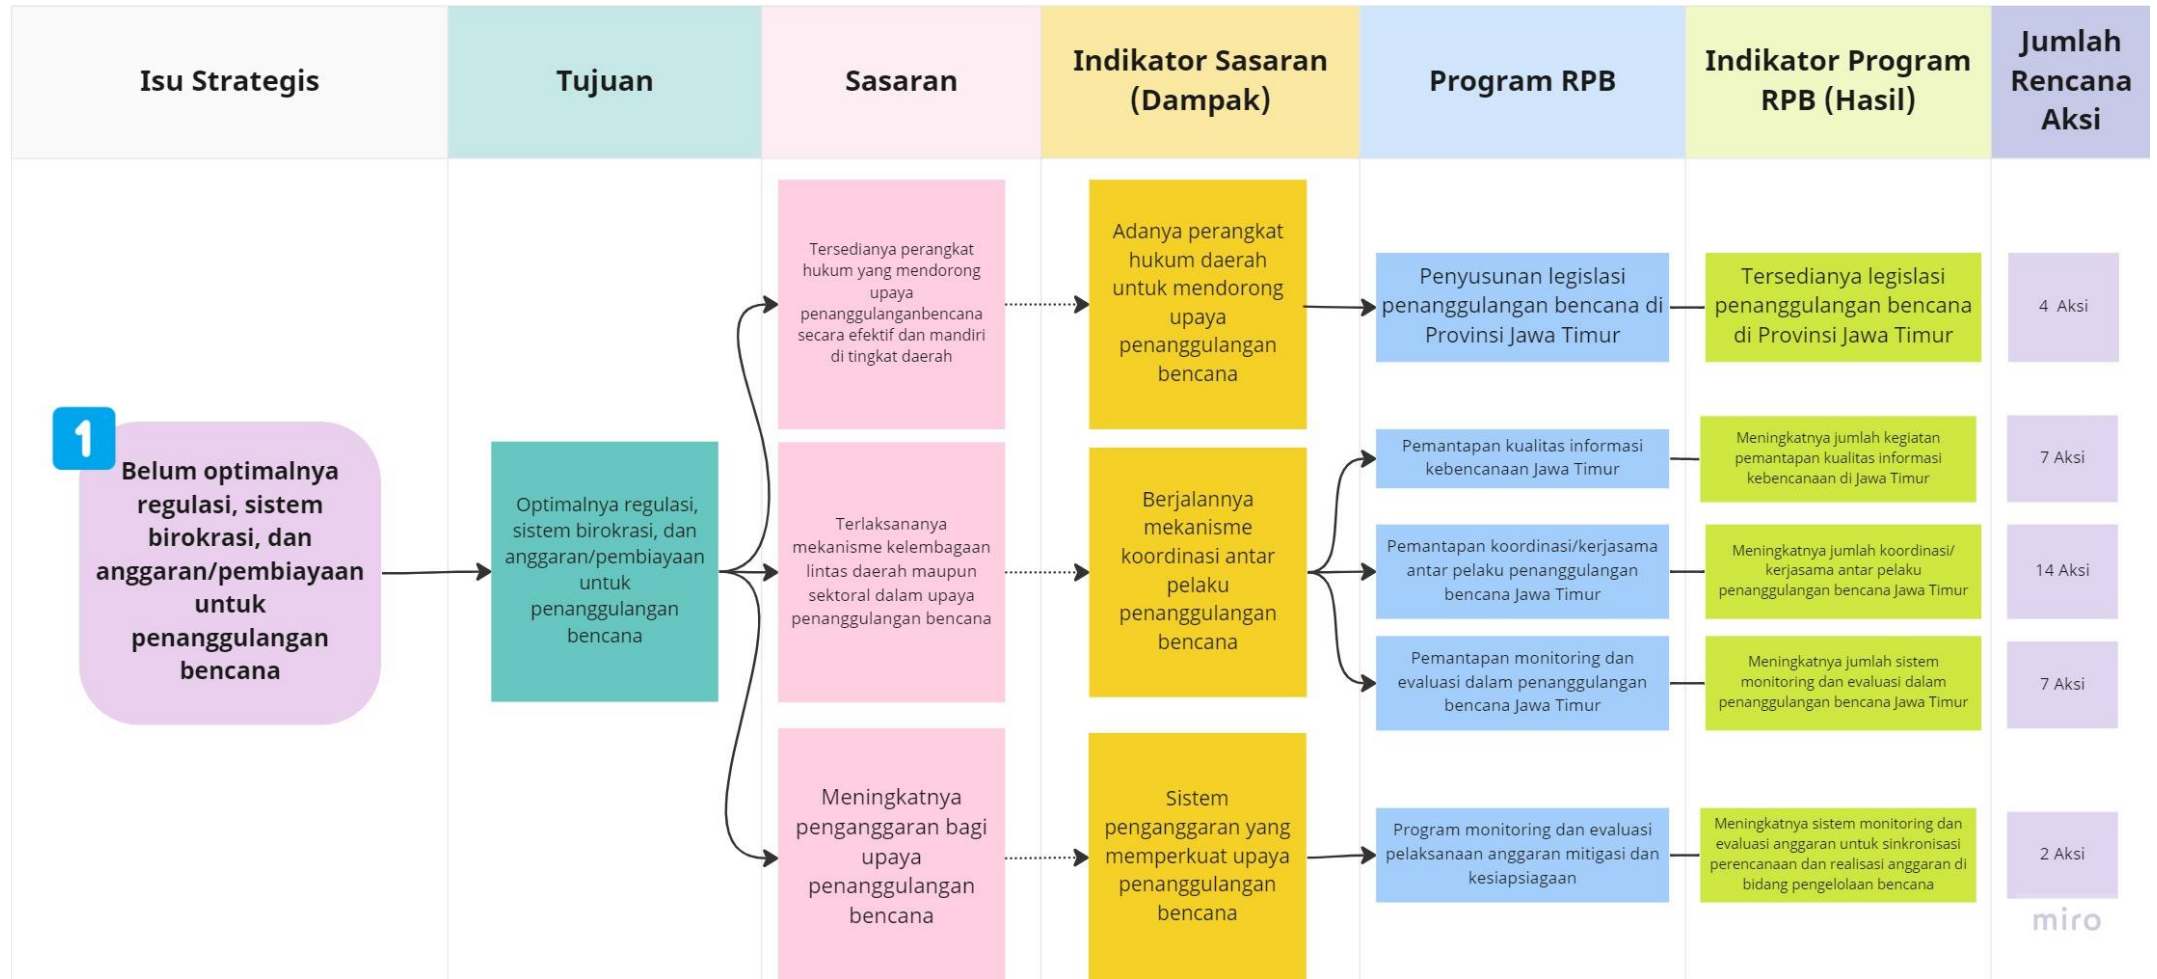 Isu Strategis
Tujuan
Sasaran
Indikator Sasaran
(Dampak)
Program RPB
Indikator Program
RPB (Hasil)
Jumlah
Rencana
Aksi
1
Belum optimalnya
regulasi, sistem
birokrasi, dan
anggaran/pembiayaan
untuk
penanggulangan
bencana
Optimalnya regulasi,
sistem birokrasi, dan
anggaran/pembiayaan
untuk
penanggulangan
bencana
Tersedianya perangkat
hukum yang mendorong
upaya
penanggulanganbencana
secara efektif dan mandiri
di tingkat daerah
Adanya perangkat
hukum daerah
untuk mendorong
upaya
penanggulangan
bencana
Penyusunan legislasi
penanggulangan bencana di
Provinsi Jawa Timur
Tersedianya legislasi
penanggulangan bencana
di Provinsi Jawa Timur
4 Aksi
Terlaksananya
mekanisme kelembagaan
lintas daerah maupun
sektoral dalam upaya
penanggulangan bencana
Berjalannya
mekanisme
koordinasi antar
pelaku
penanggulangan
bencana
Pemantapan kualitas informasi
kebencanaan Jawa Timur
Meningkatnya jumlah kegiatan
pemantapan kualitas informasi
kebencanaan di Jawa Timur
7 Aksi
Pemantapan koordinasi/kerjasama
antar pelaku penanggulangan
bencana Jawa Timur
Meningkatnya jumlah koordinasi/
kerjasama antar pelaku
penanggulangan bencana Jawa Timur
14 Aksi
Pemantapan monitoring dan
evaluasi dalam penanggulangan
bencana Jawa Timur
Meningkatnya jumlah sistem
monitoring dan evaluasi dalam
penanggulangan bencana Jawa Timur
7 Aksi
Meningkatnya
penganggaran bagi
upaya
penanggulangan
bencana
Sistem
penganggaran yang
memperkuat upaya
penanggulangan
bencana
Program monitoring dan evaluasi
pelaksanaan anggaran mitigasi dan
kesiapsiagaan
Meningkatnya sistem monitoring dan
evaluasi anggaran untuk sinkronisasi
perencanaan dan realisasi anggaran di
bidang pengelolaan bencana
2 Aksi
miro